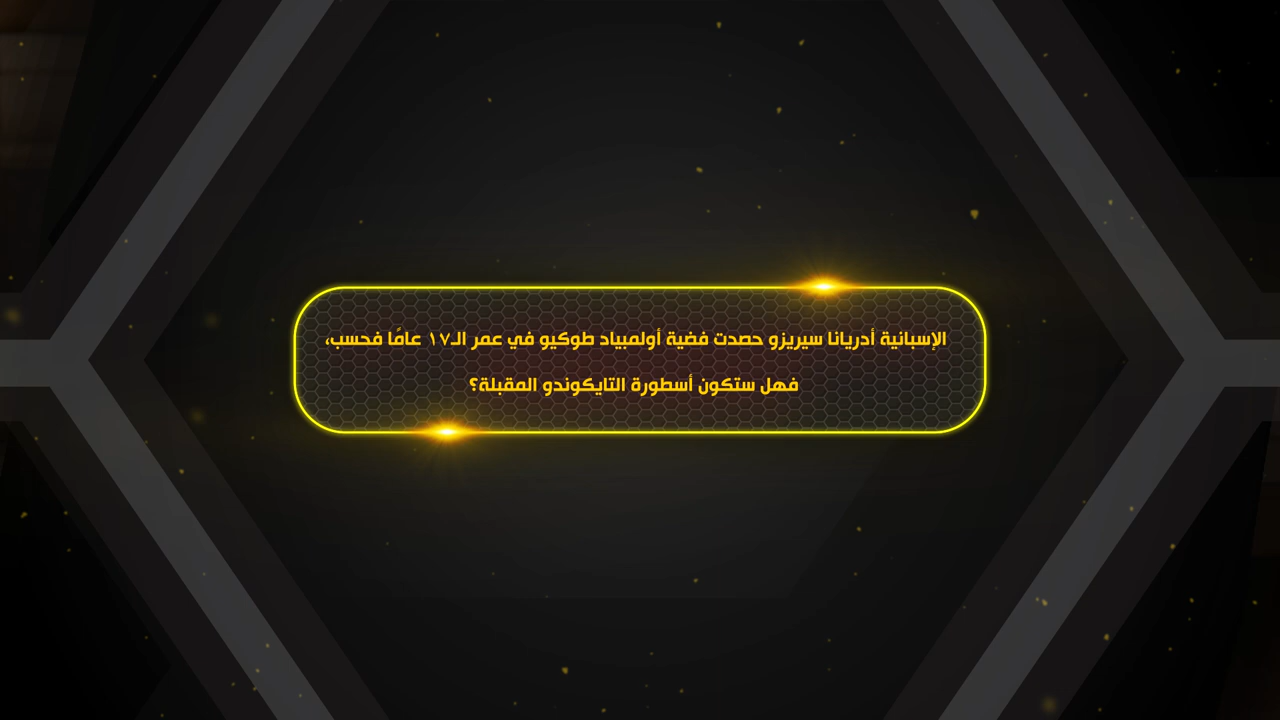 الإسبانية أدريانا سيريزو حصدت فضية أولمبياد طوكيو في عمر الـ١٧ عامًا فحسب،
فهل ستكون أسطورة التايكوندو المقبلة؟